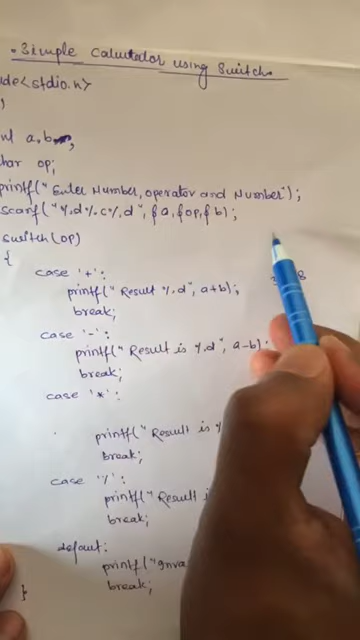 . Simple Calculator using Switch.
ude<stdio.h>
int a,b,
char op;
printf(" Enter Number, operator and Number");
scanf(" %d%c%d", &a,&op,&b);
switch(op)
{
case '+':
printf(" Result %d", a+b);
break;
case '-':
printf(" Result is %d", a-b);
break;
case '*':
printf(" Result is %
break;
case '/':
printf(" Result i
break;
defaut:
printf("Inva
break;
}